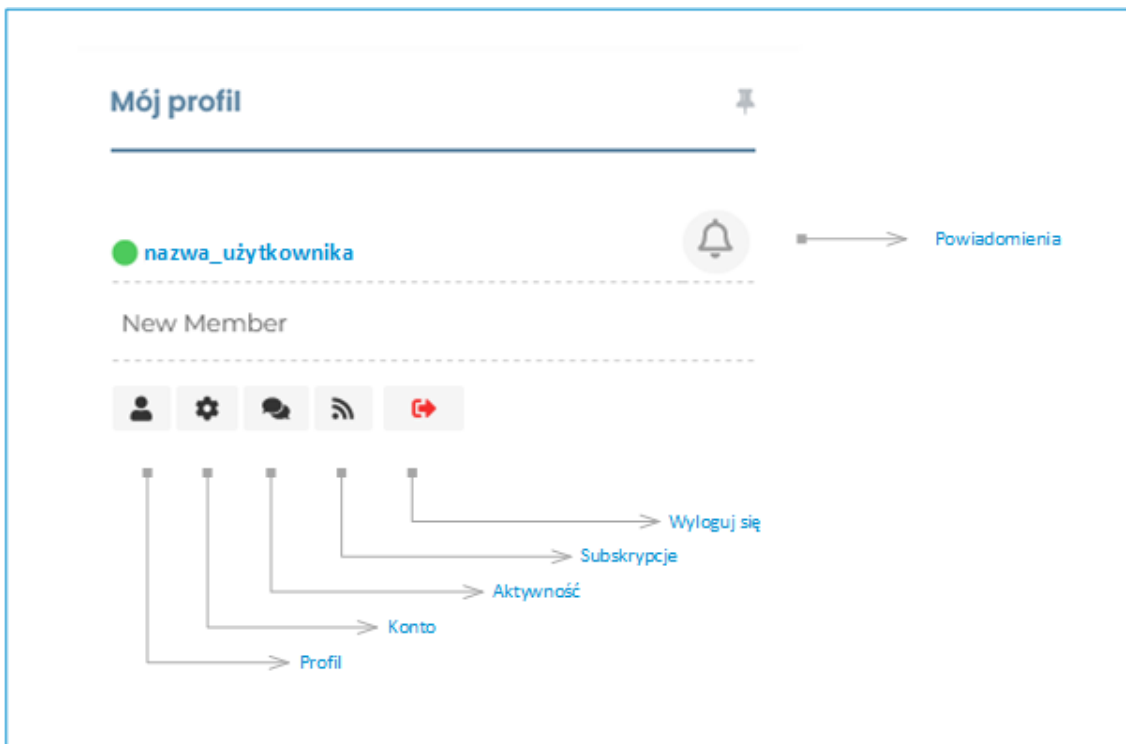 Mój profil
nazwa_użytkownika
Powiadomienia
New Member
Wyloguj się
Subskrypcje
Aktywność
Konto
Profil